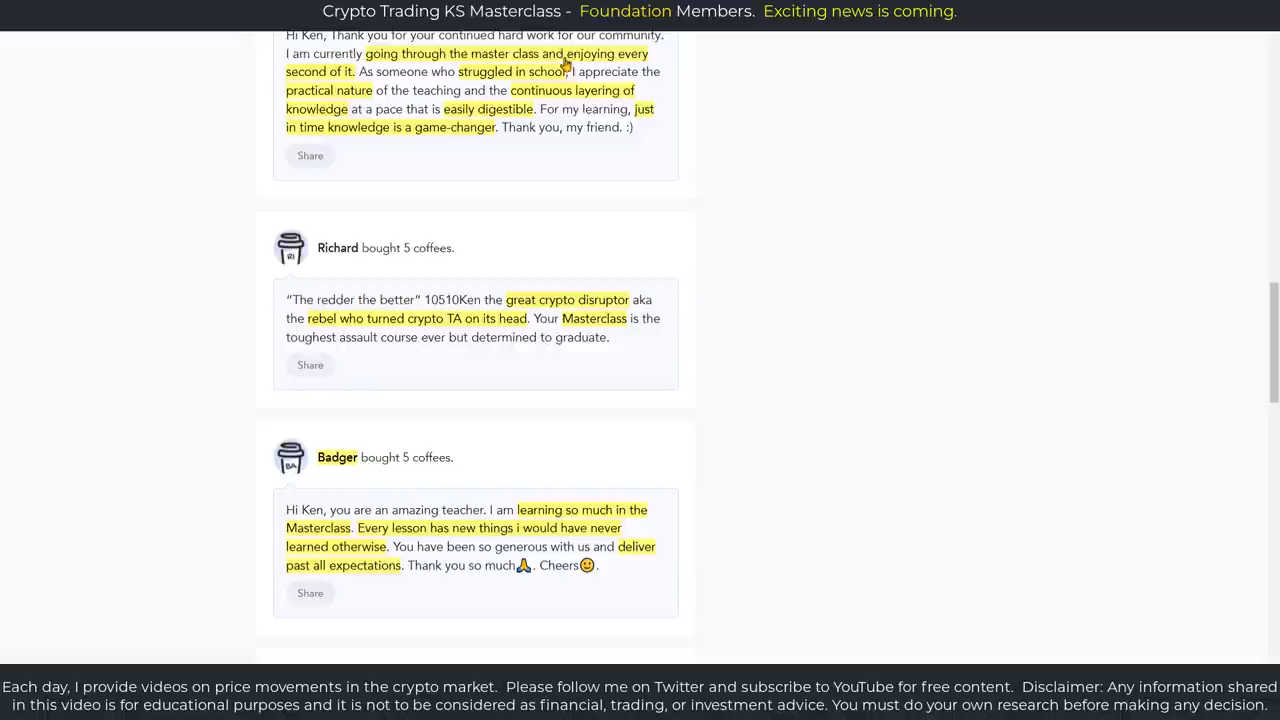 Crypto Trading KS Masterclass - Foundation Members. Exciting news is coming.
Hi Ken, Thank you for your continued hard work for our community.
I am currently going through the master class and enjoying every
second of it. As someone who struggled in school, I appreciate the
practical nature of the teaching and the continuous layering of
knowledge at a pace that is easily digestible. For my learning, just
in time knowledge is a game-changer. Thank you, my friend. :)
Share
RI
Richard bought 5 coffees.
“The redder the better” 10510Ken the great crypto disruptor aka
the rebel who turned crypto TA on its head. Your Masterclass is the
toughest assault course ever but determined to graduate.
Share
BA
Badger bought 5 coffees.
Hi Ken, you are an amazing teacher. I am learning so much in the
Masterclass. Every lesson has new things i would have never
learned otherwise. You have been so generous with us and deliver
past all expectations. Thank you so much🙏. Cheers🙂.
Share
Each day, I provide videos on price movements in the crypto market. Please follow me on Twitter and subscribe to YouTube for free content. Disclaimer: Any information shared
in this video is for educational purposes and it is not to be considered as financial, trading, or investment advice. You must do your own research before making any decision.